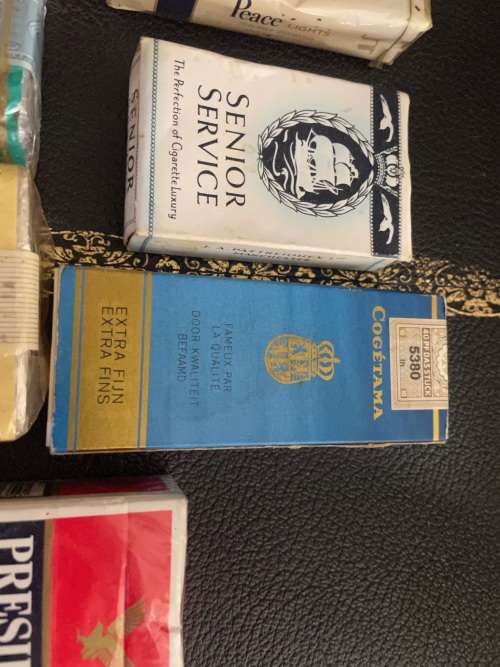 Peace LIGHTS
SENIOR
SERVICE
The Perfection of Cigarette Luxury
SENIOR
COGÉTAMA
5380
FAMEUX PAR
LA QUALITÉ
DOOR KWALITEIT
BEFAAMD
EXTRA FIJN
EXTRA FINS
PRESI